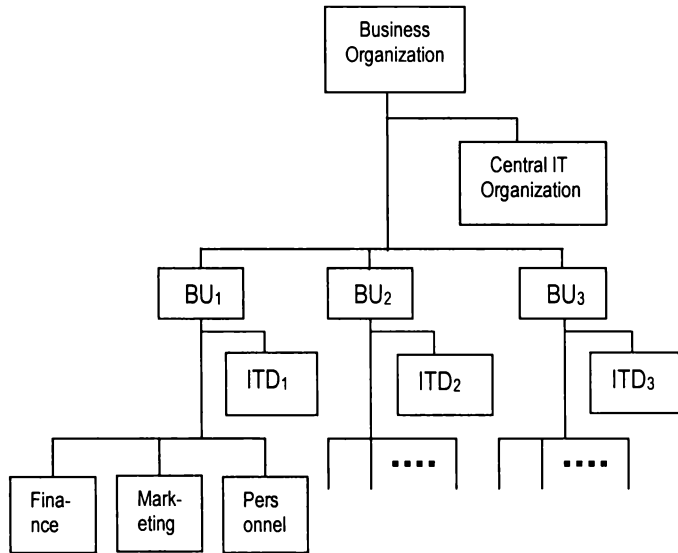 Business
Organization
Central IT
Organization
BU₁
BU₂
BU₃
ITD₁
ITD₂
ITD₃
....
....
Fina-
nce
Mark-
eting
Pers
onnel